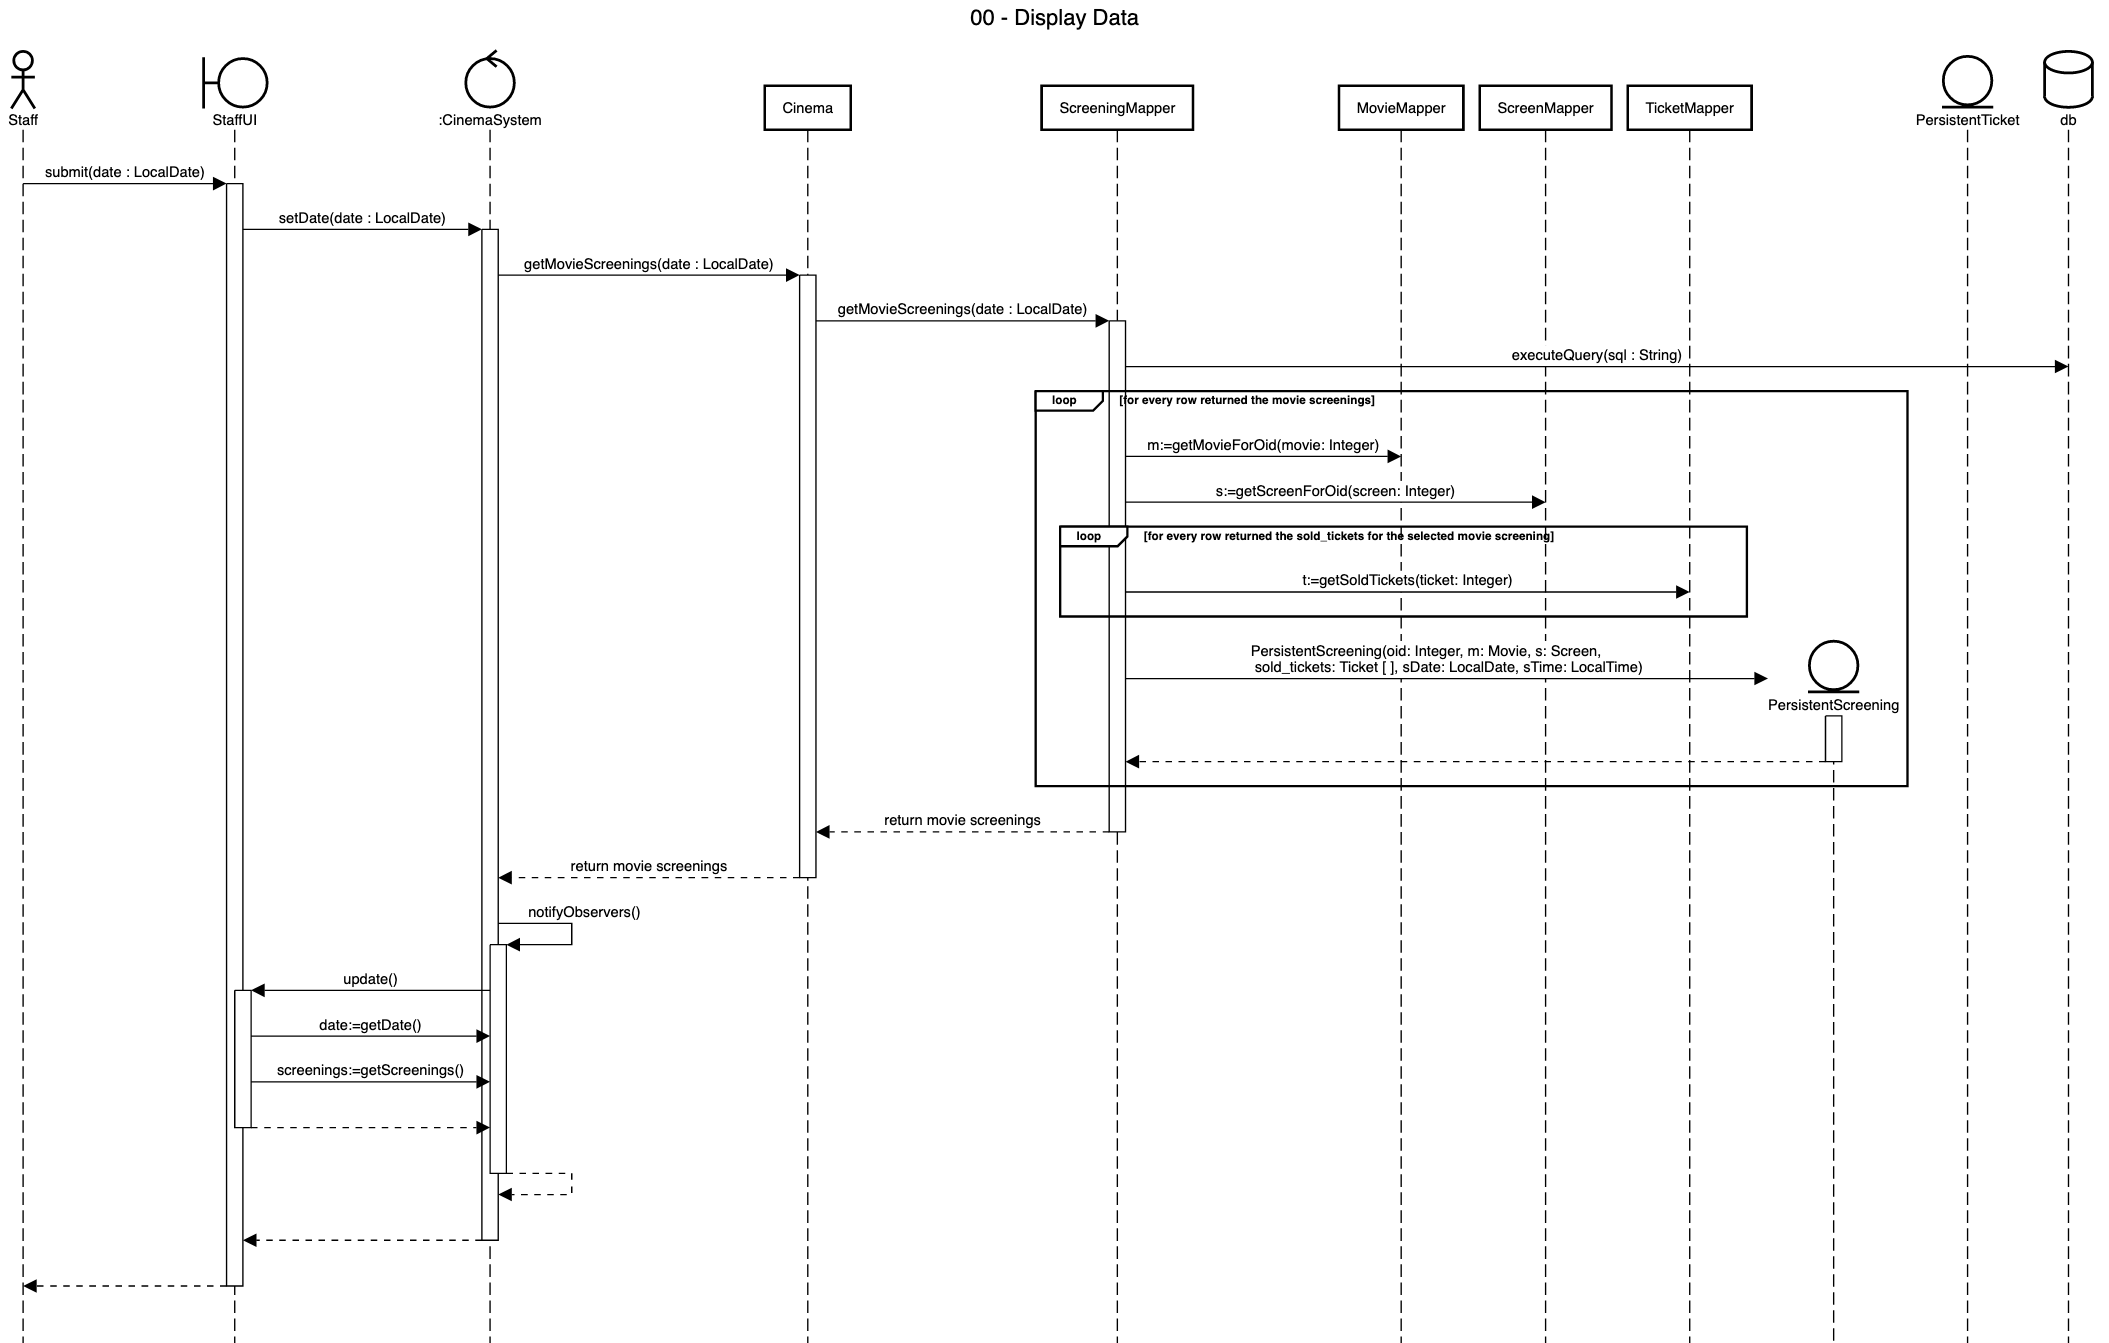 00 - Display Data
Staff
StaffUI
:CinemaSystem
Cinema
ScreeningMapper
MovieMapper
ScreenMapper
TicketMapper
PersistentTicket
db
submit(date : LocalDate)
setDate(date : LocalDate)
getMovieScreenings(date : LocalDate)
getMovieScreenings(date : LocalDate)
executeQuery(sql : String)
loop
[for every row returned the movie screenings]
m:=getMovieForOid(movie: Integer)
s:=getScreenForOid(screen: Integer)
loop
[for every row returned the sold_tickets for the selected movie screening]
t:=getSoldTickets(ticket: Integer)
PersistentScreening(oid: Integer, m: Movie, s: Screen,
sold_tickets: Ticket [ ], sDate: LocalDate, sTime: LocalTime)
PersistentScreening
return movie screenings
return movie screenings
notifyObservers()
update()
date:=getDate()
screenings:=getScreenings()